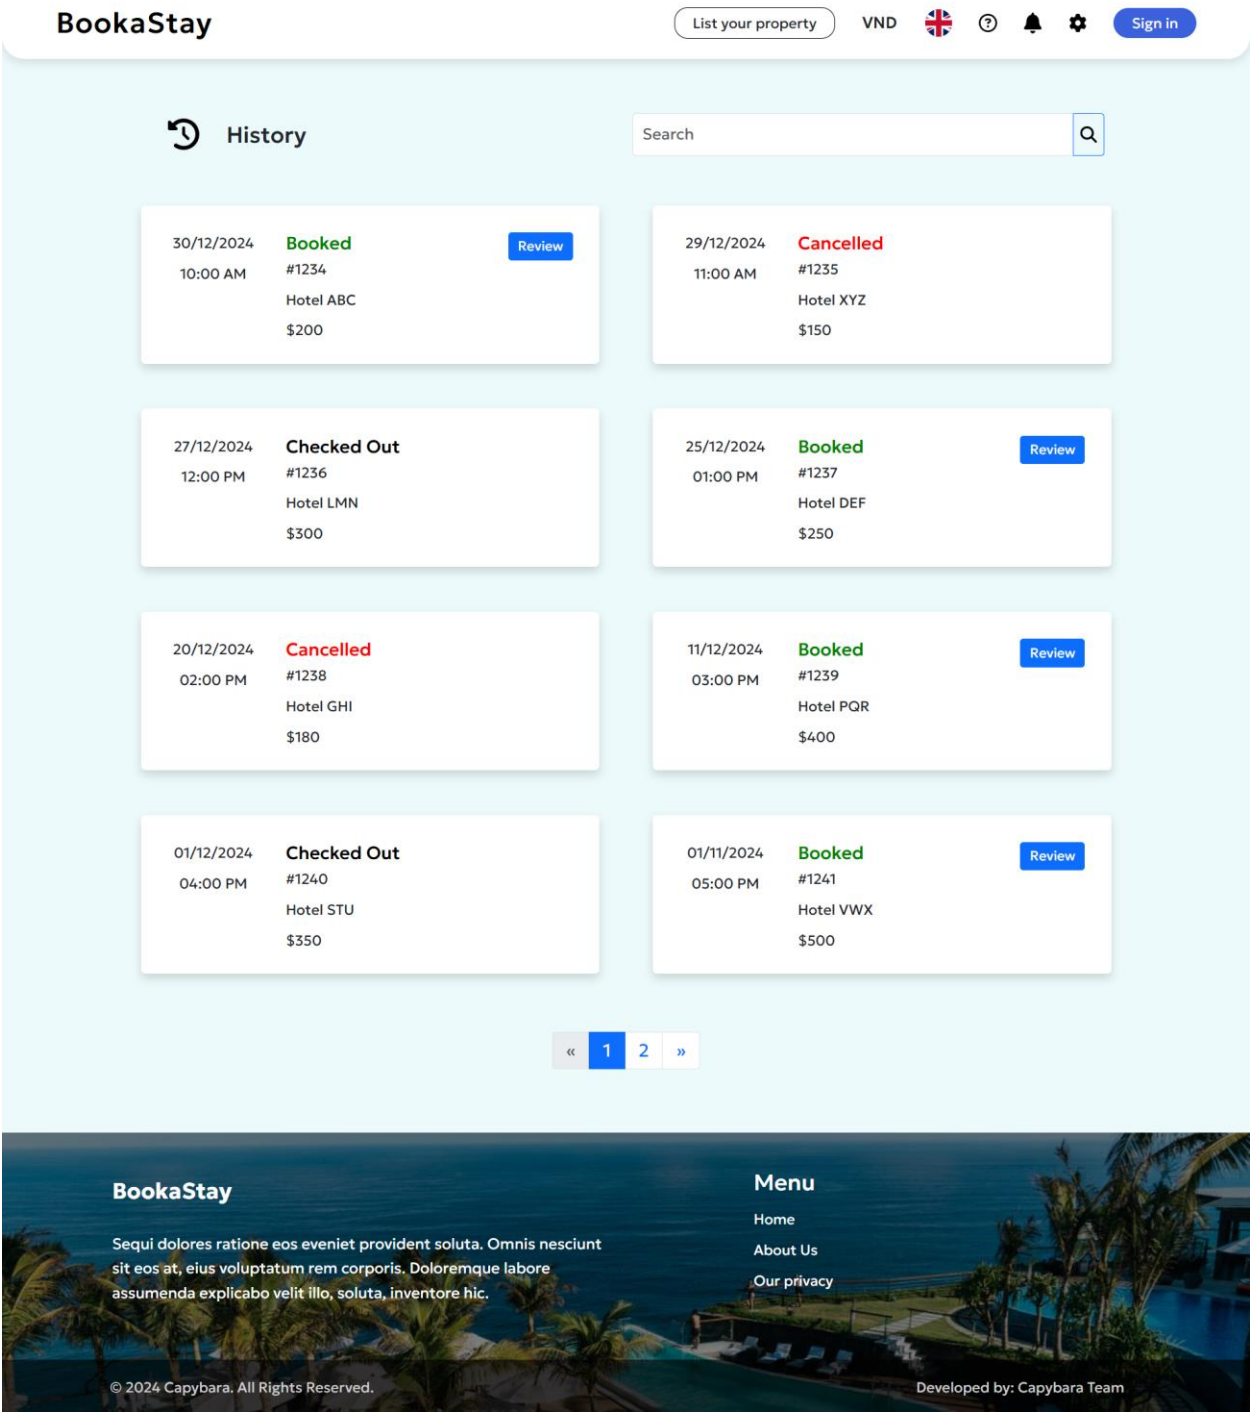 BookaStay
List your property
VND
Sign in
History
Search
30/12/2024
10:00 AM
Booked
#1234
Hotel ABC
$200
Review
29/12/2024
11:00 AM
Cancelled
#1235
Hotel XYZ
$150
27/12/2024
12:00 PM
Checked Out
#1236
Hotel LMN
$300
25/12/2024
01:00 PM
Booked
#1237
Hotel DEF
$250
Review
20/12/2024
02:00 PM
Cancelled
#1238
Hotel GHI
$180
11/12/2024
03:00 PM
Booked
#1239
Hotel PQR
$400
Review
01/12/2024
04:00 PM
Checked Out
#1240
Hotel STU
$350
01/11/2024
05:00 PM
Booked
#1241
Hotel VWX
$500
Review
« 1 2 »
BookaStay
Sequi dolores ratione eos eveniet provident soluta. Omnis nesciunt
sit eos at, eius voluptatum rem corporis. Doloremque labore
assumenda explicabo velit illo, soluta, inventore hic.
Menu
Home
About Us
Our privacy
© 2024 Capybara. All Rights Reserved.
Developed by: Capybara Team